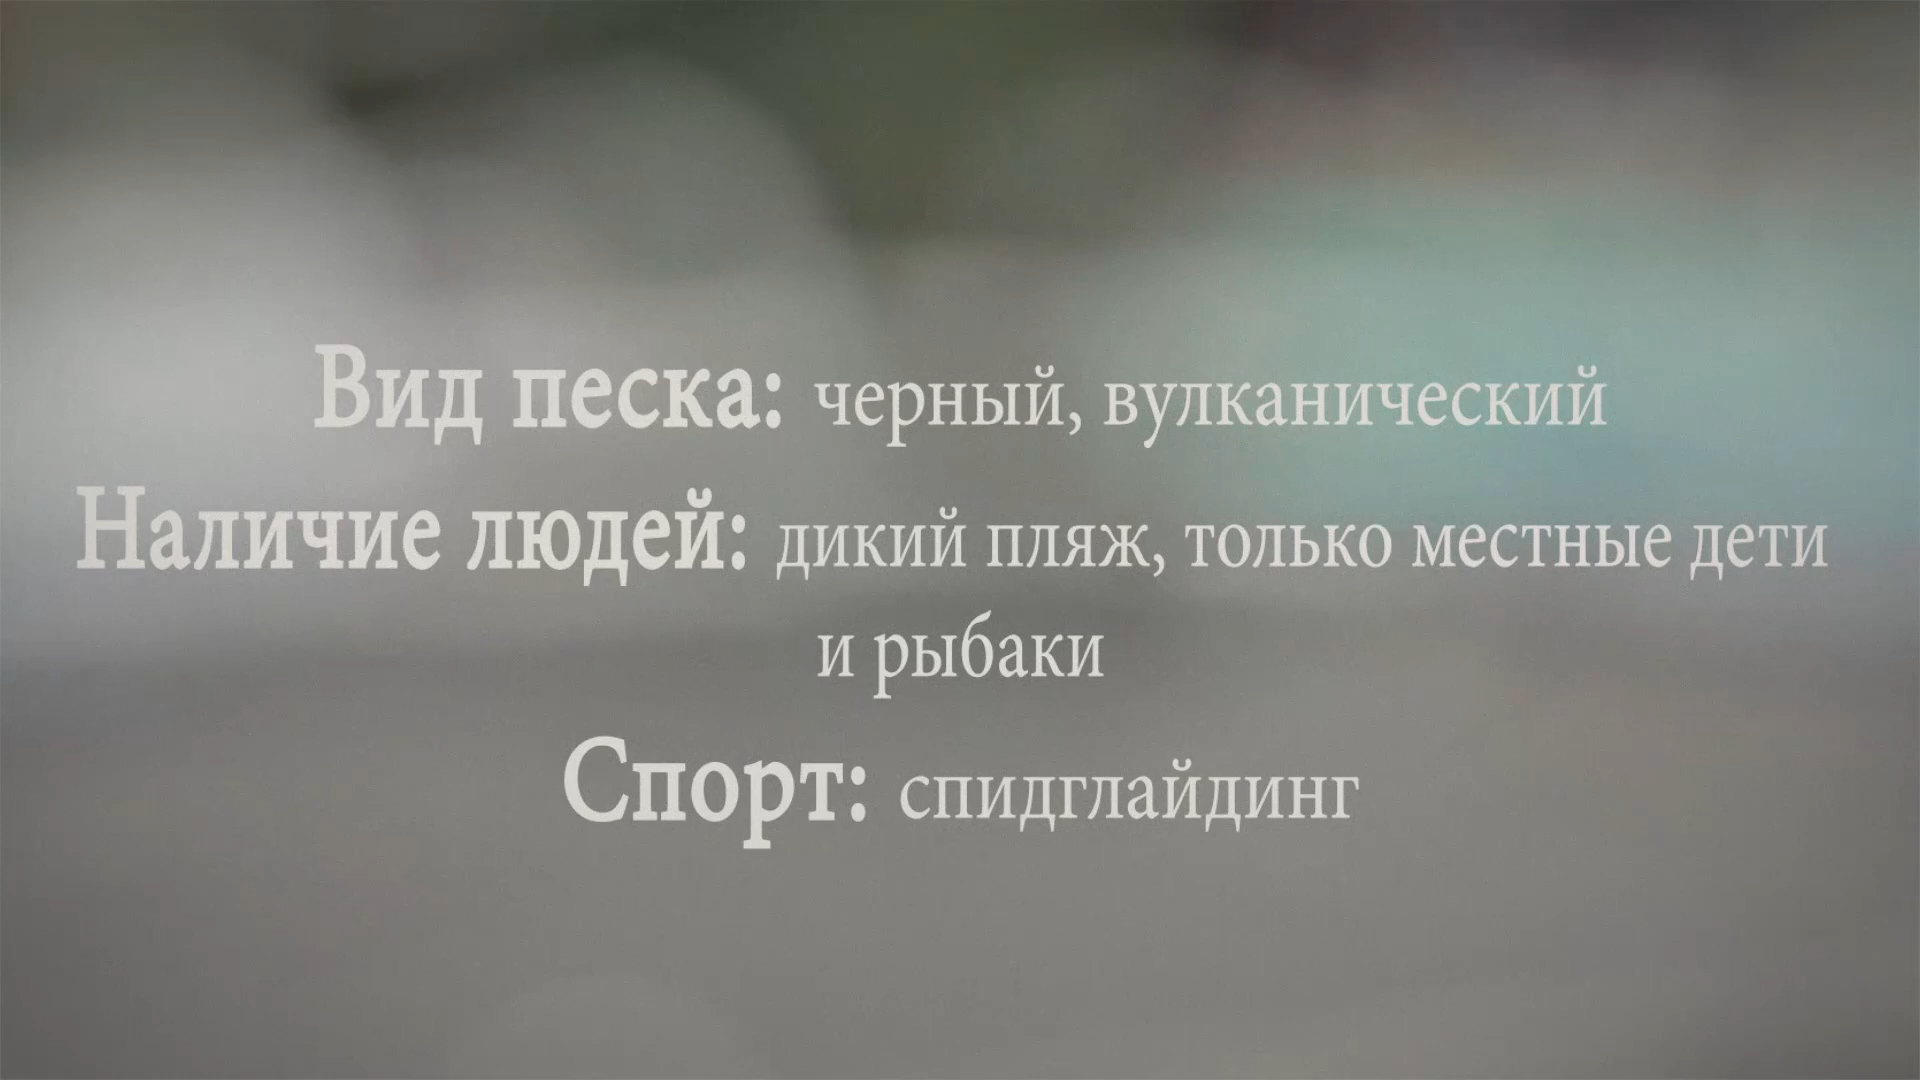 Вид песка: черный, вулканический
Наличие людей: дикий пляж, только местные дети
и рыбаки
Спорт: спидглайдинг